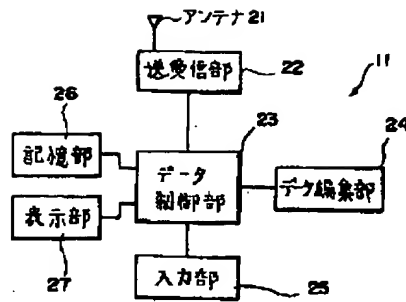 アンテナ21
送受信部
22
11
26
23
24
記憶部
データ
制御部
データ編集部
表示部
27
入力部
25